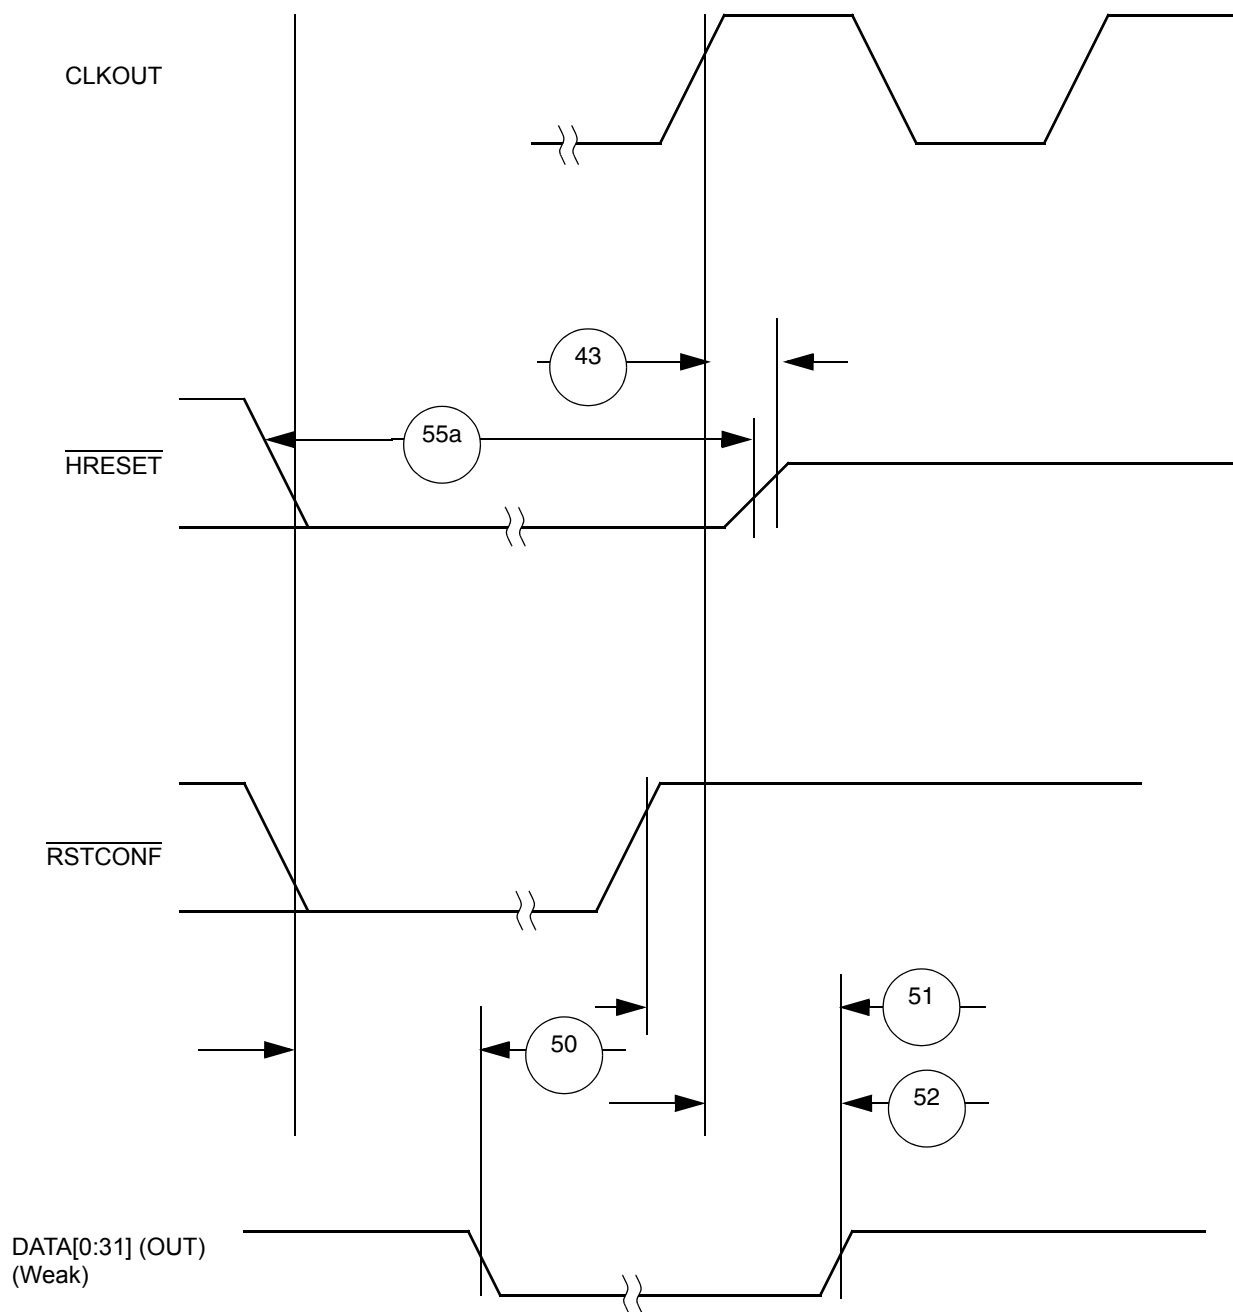 CLKOUT
43
55a
HRESET
RSTCONF
51
50
52
DATA[0:31] (OUT)
(Weak)